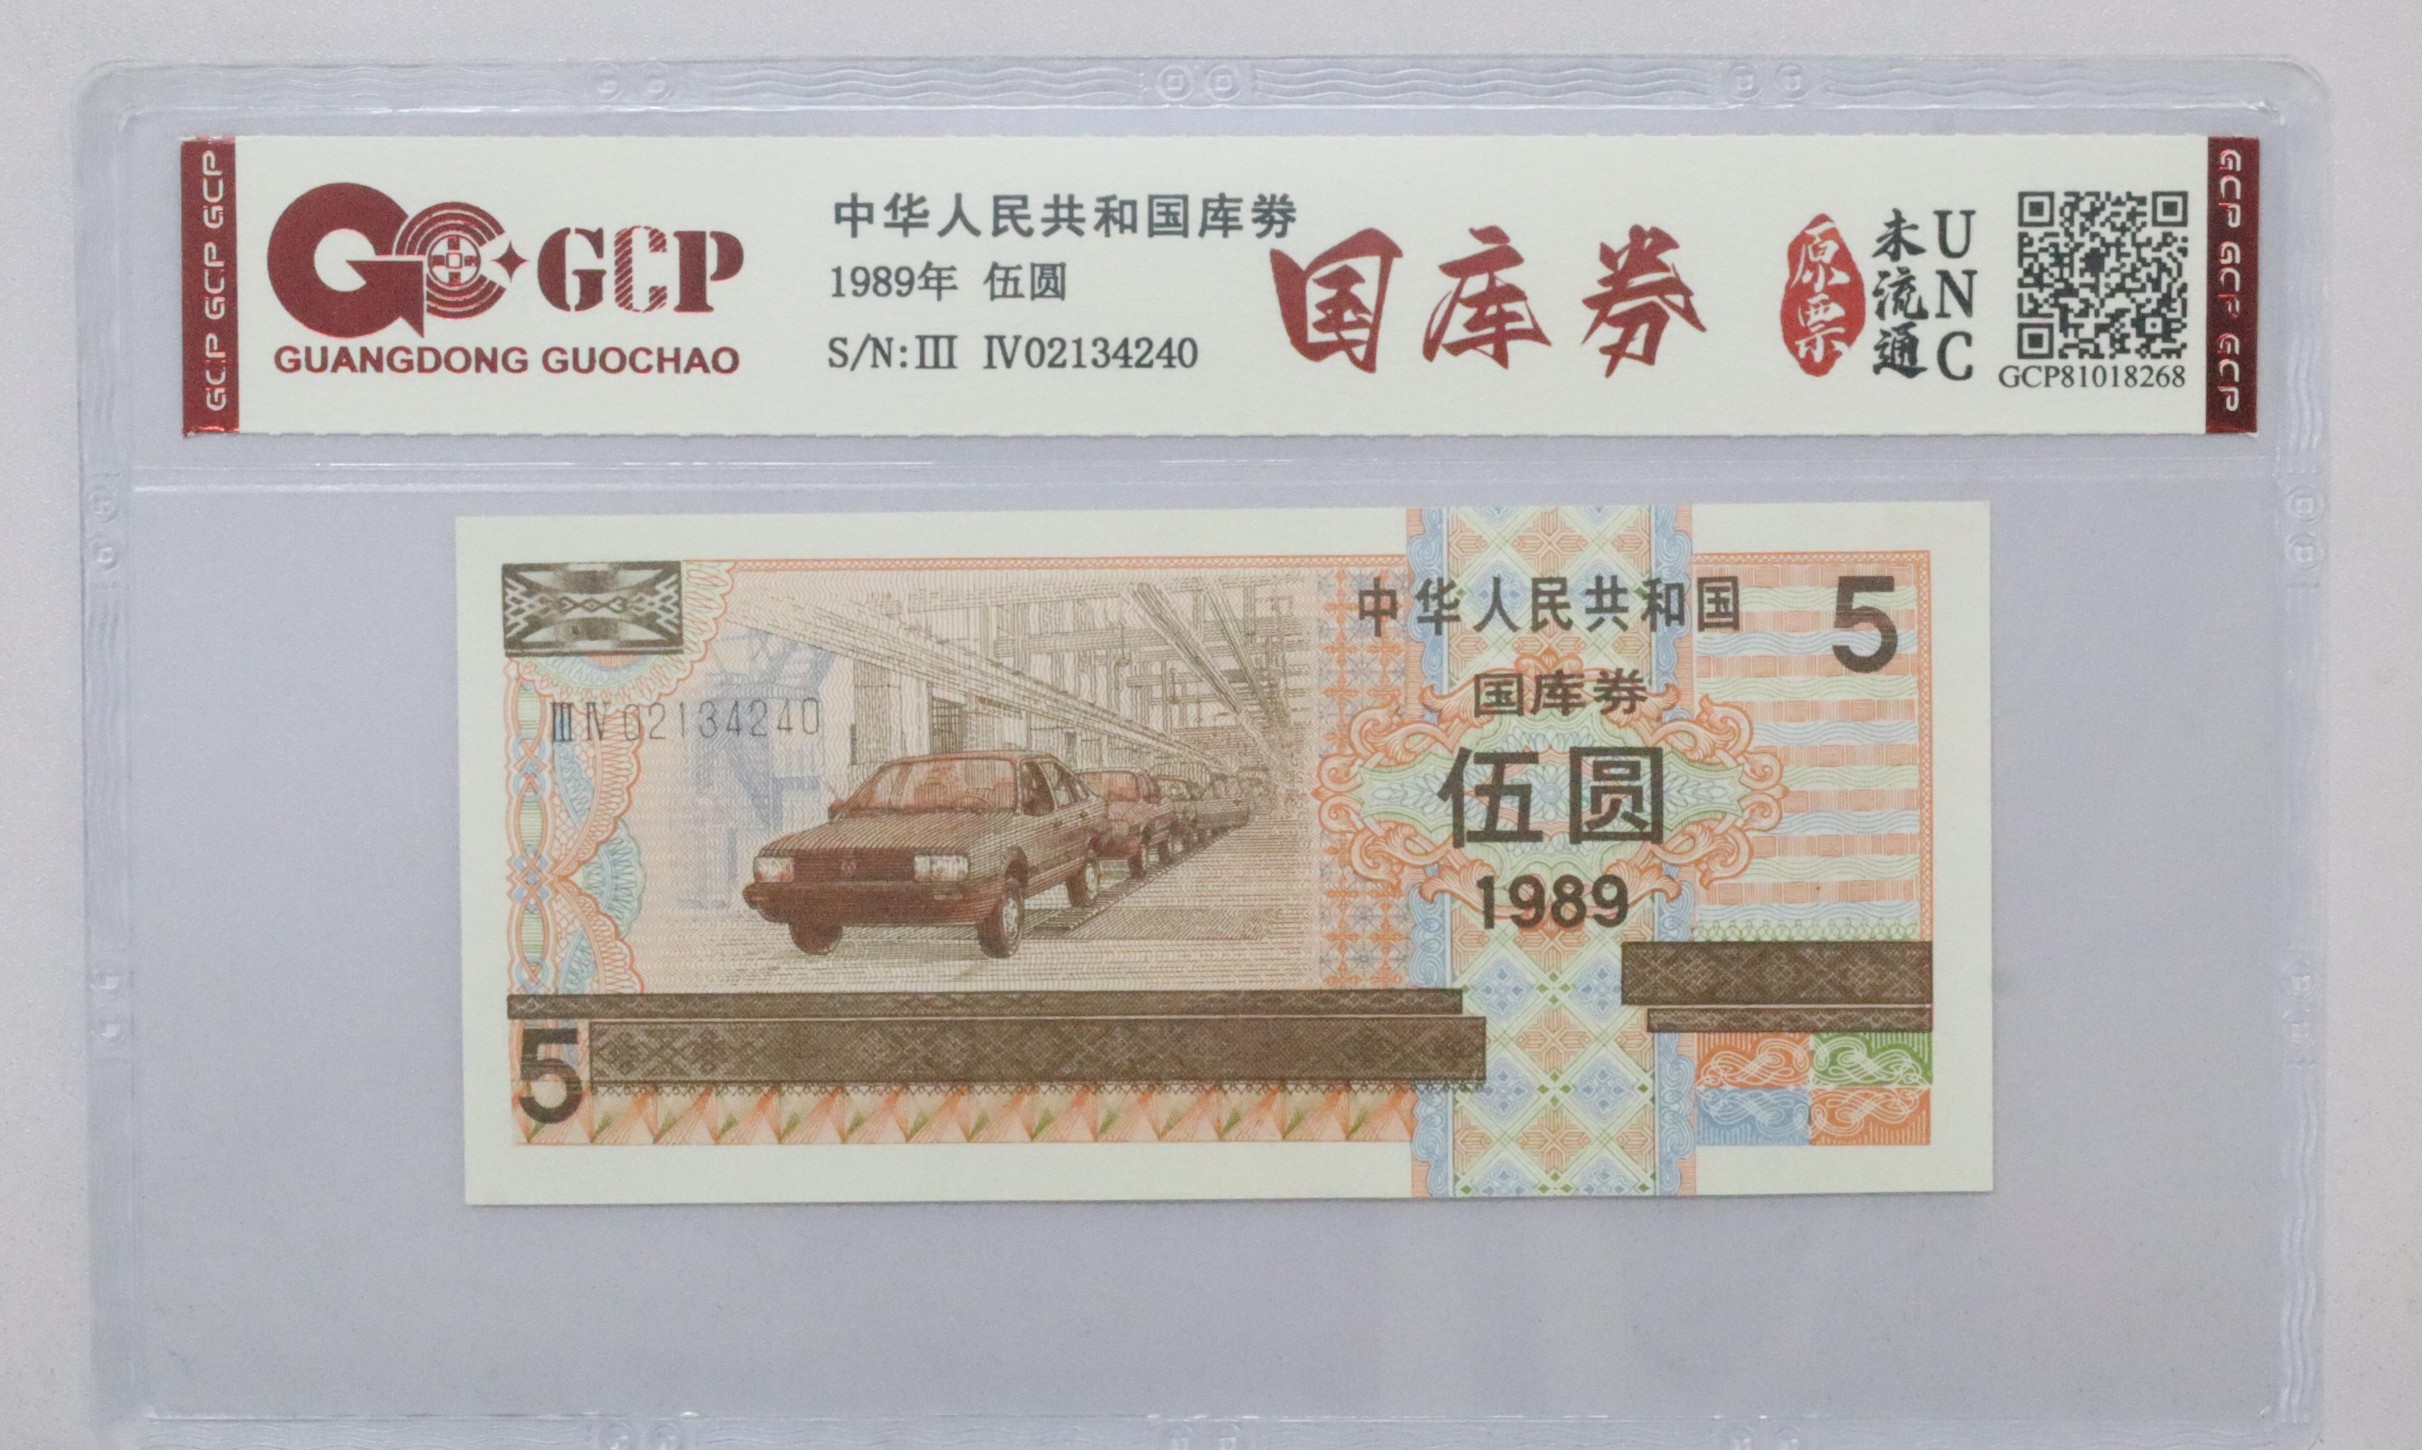 GCP GCP GCP
GCP
GUANGDONG GUOCHAO
中华人民共和国库券
1989年 伍圆
S/N:Ⅲ Ⅳ02134240
国库券
原票
未流通
UNC
GCP81018268
GCP GCP GCP
中华人民共和国
5
国库券
ⅢⅣ02134240
伍圆
1989
5